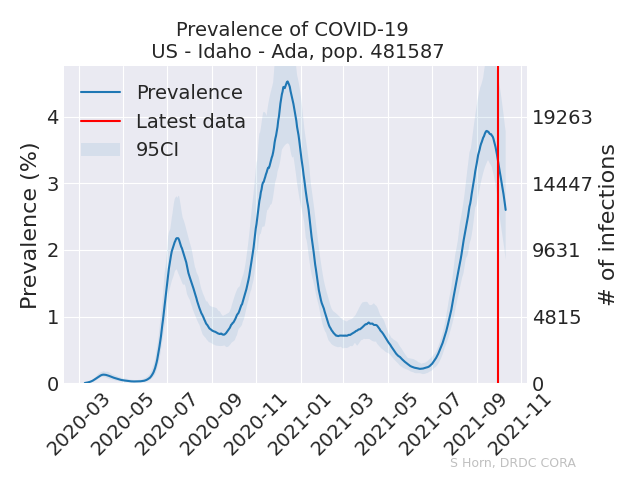 Prevalence of COVID-19
US - Idaho - Ada, pop. 481587
Prevalence
Latest data
95CI
Prevalence (%)
4
3
2
1
0
19263
14447
9631
4815
0
# of infections
2020-03
2020-05
2020-07
2020-09
2020-11
2021-01
2021-03
2021-05
2021-07
2021-09
2021-11
S Horn, DRDC CORA